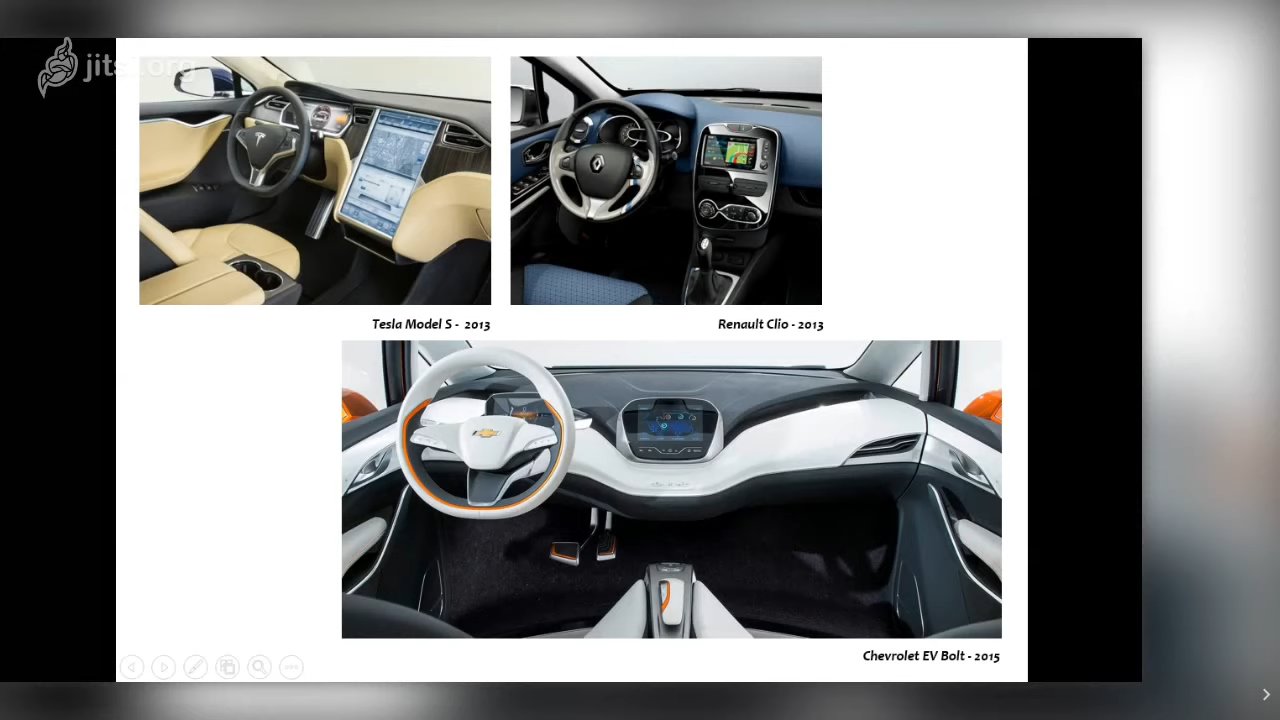 jitsi.org
Tesla Model S - 2013
Renault Clio - 2013
Chevrolet EV Bolt - 2015